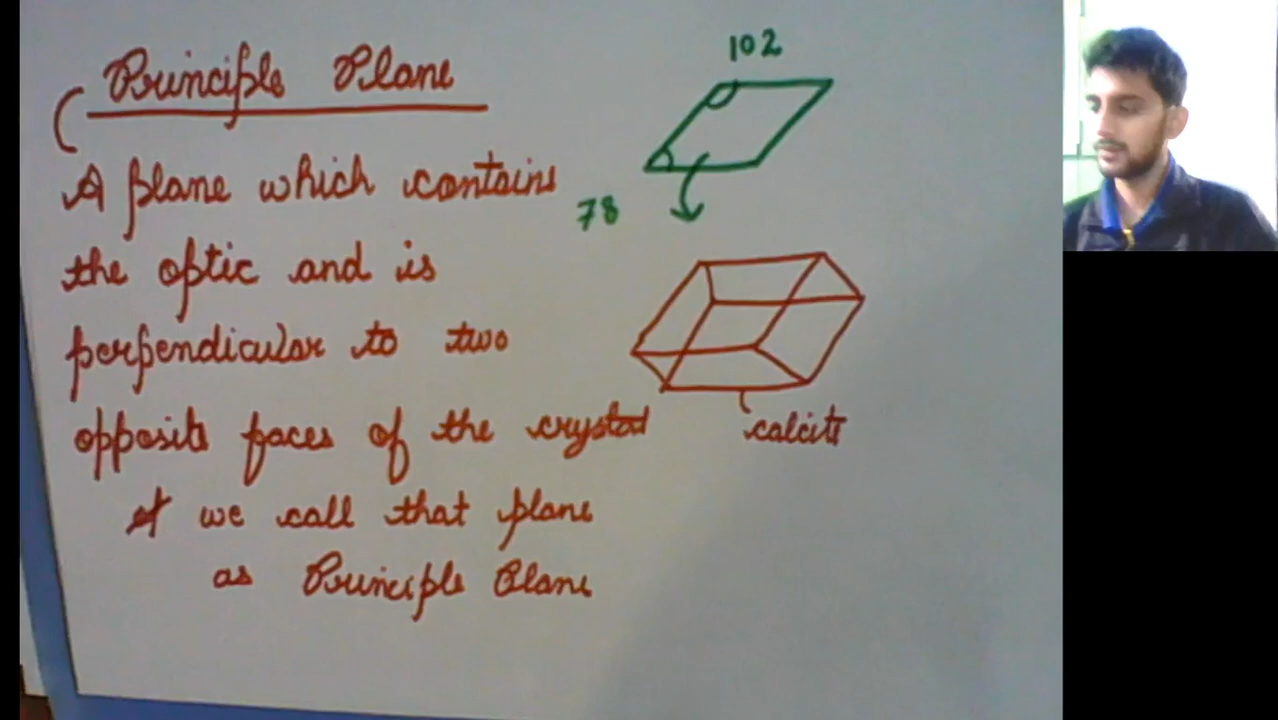 Principle Plane
A plane which contains
the optic and is
perpendicular to two
opposite faces of the crystal
we call that plane
as Principle Plane
102
78
calcite